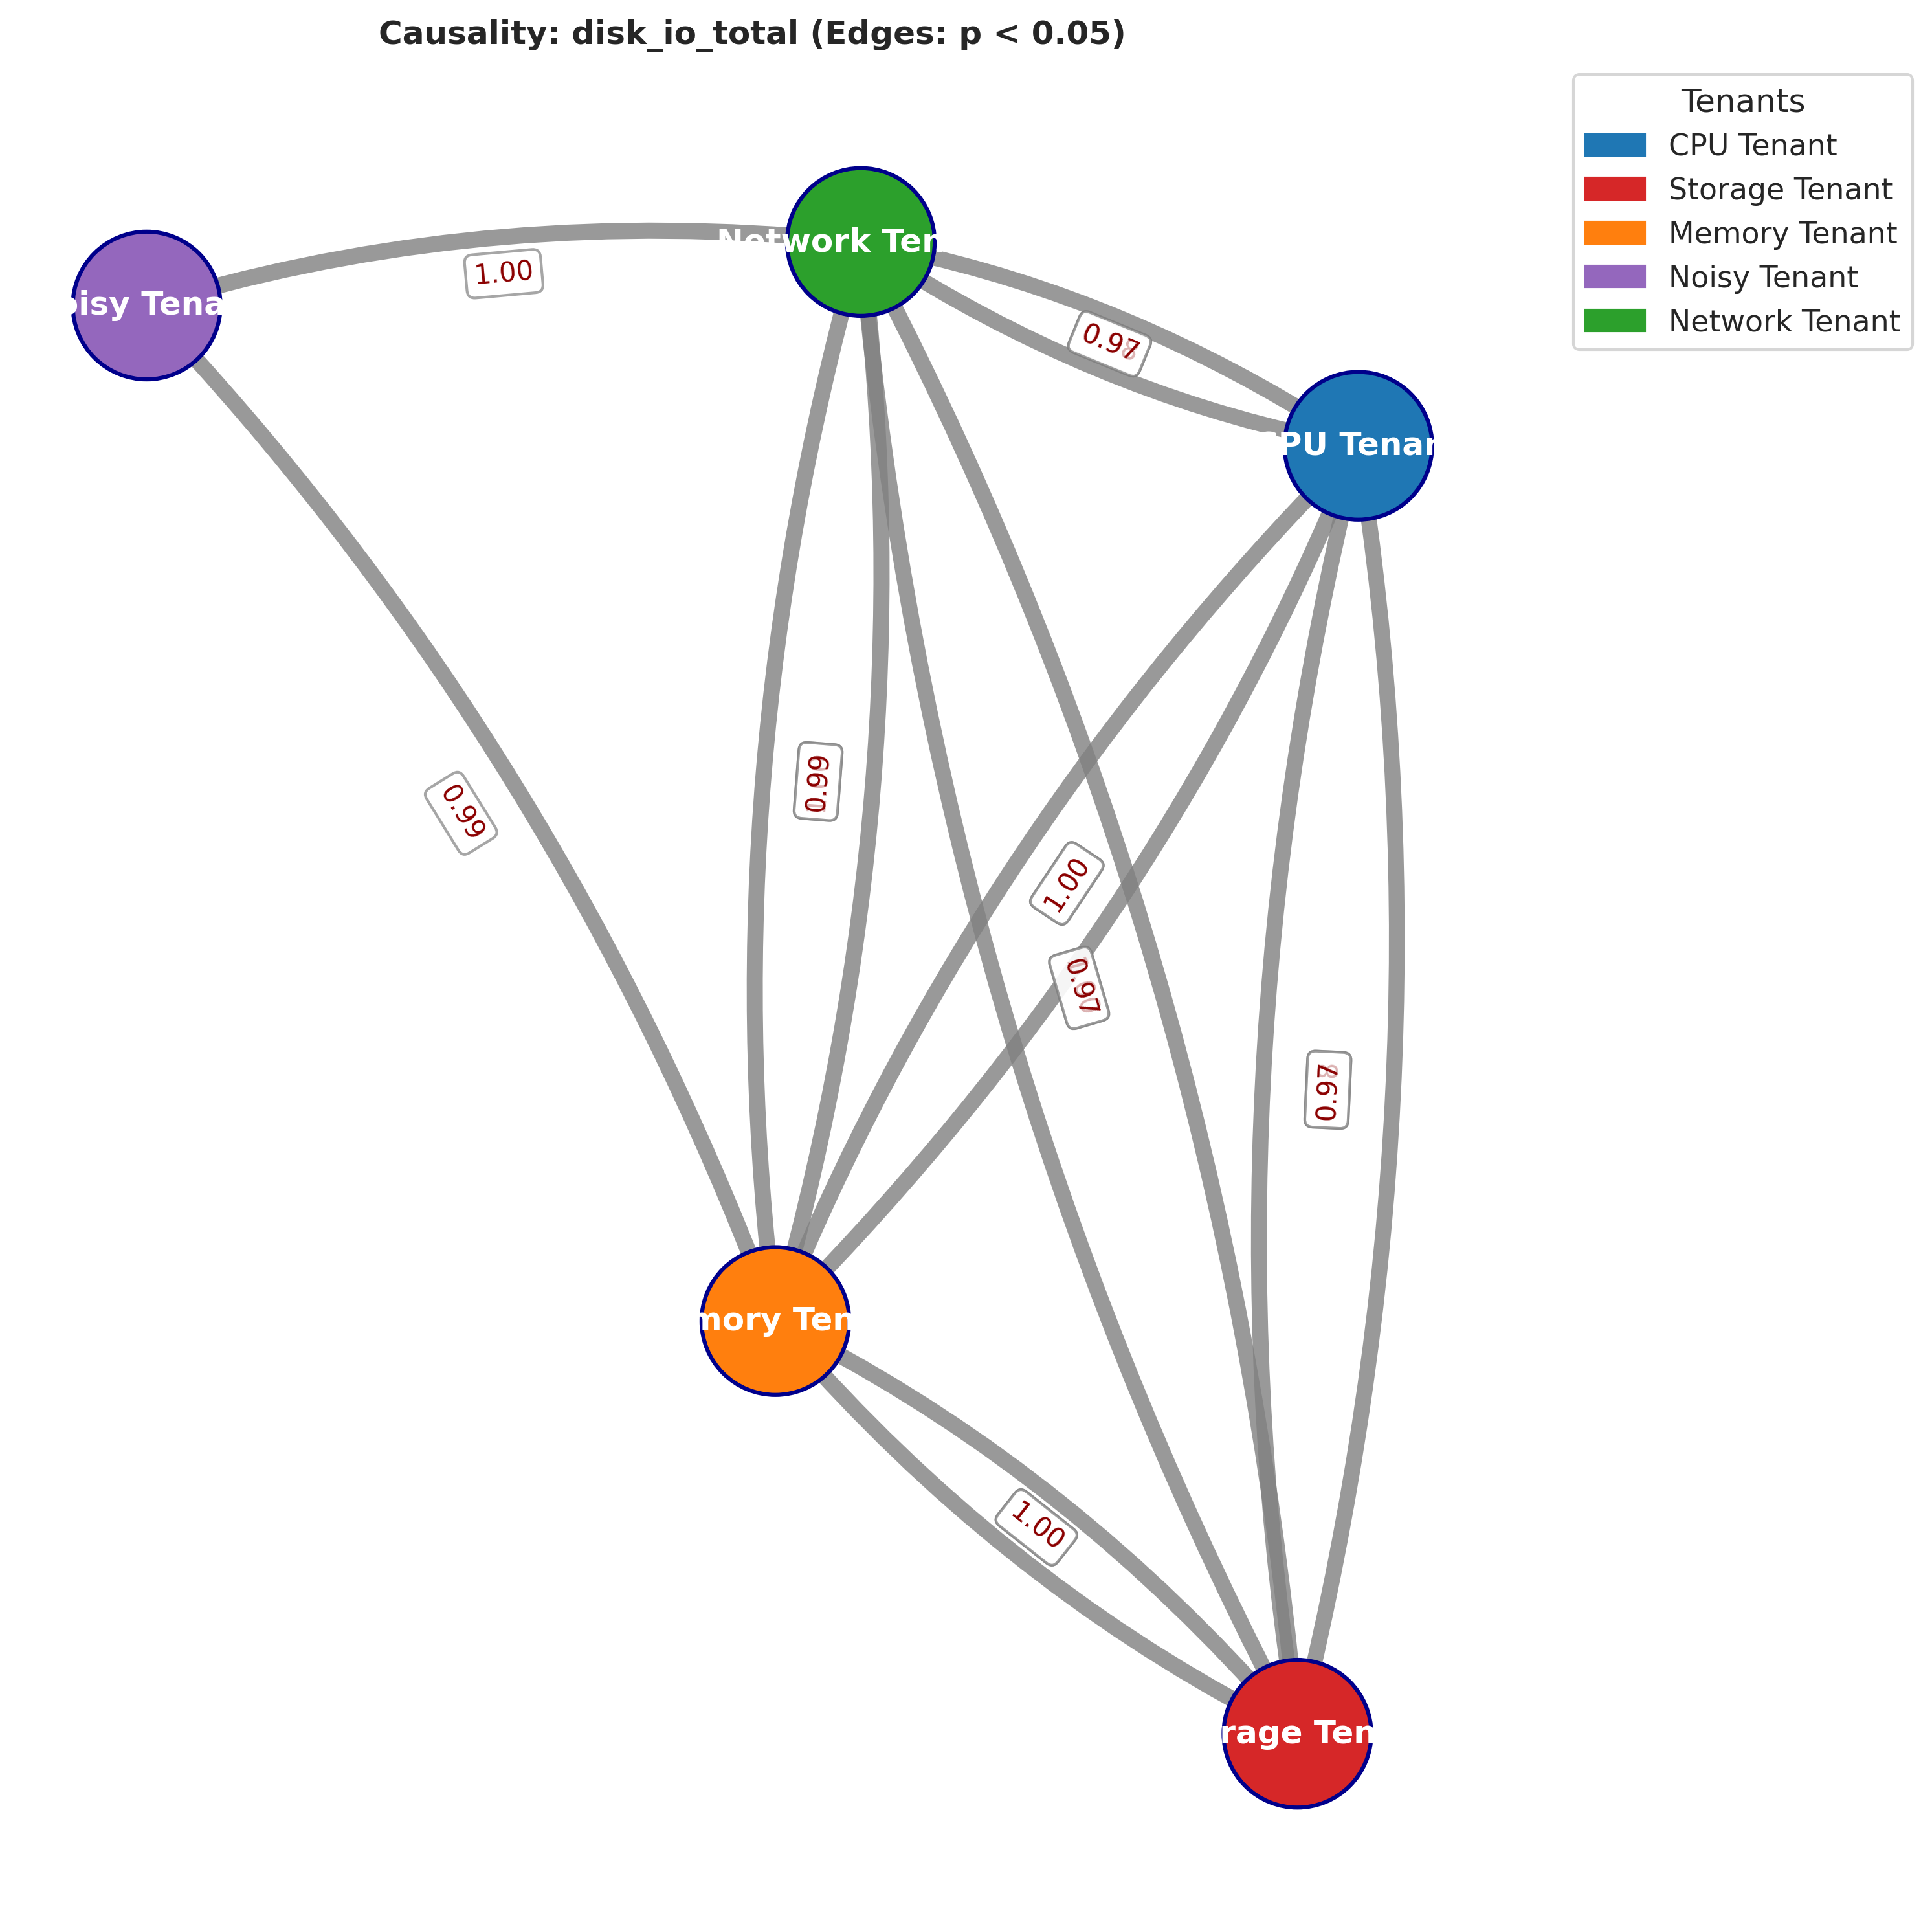 Causality: disk_io_total (Edges: p < 0.05)
Tenants
CPU Tenant
Storage Tenant
Memory Tenant
Noisy Tenant
Network Tenant
Network Ten
oisy Tena
1.00
0.97
PU Tenan
0.99
0.99
1.00
0.97
0.97
mory Ten
1.00
rage Ten